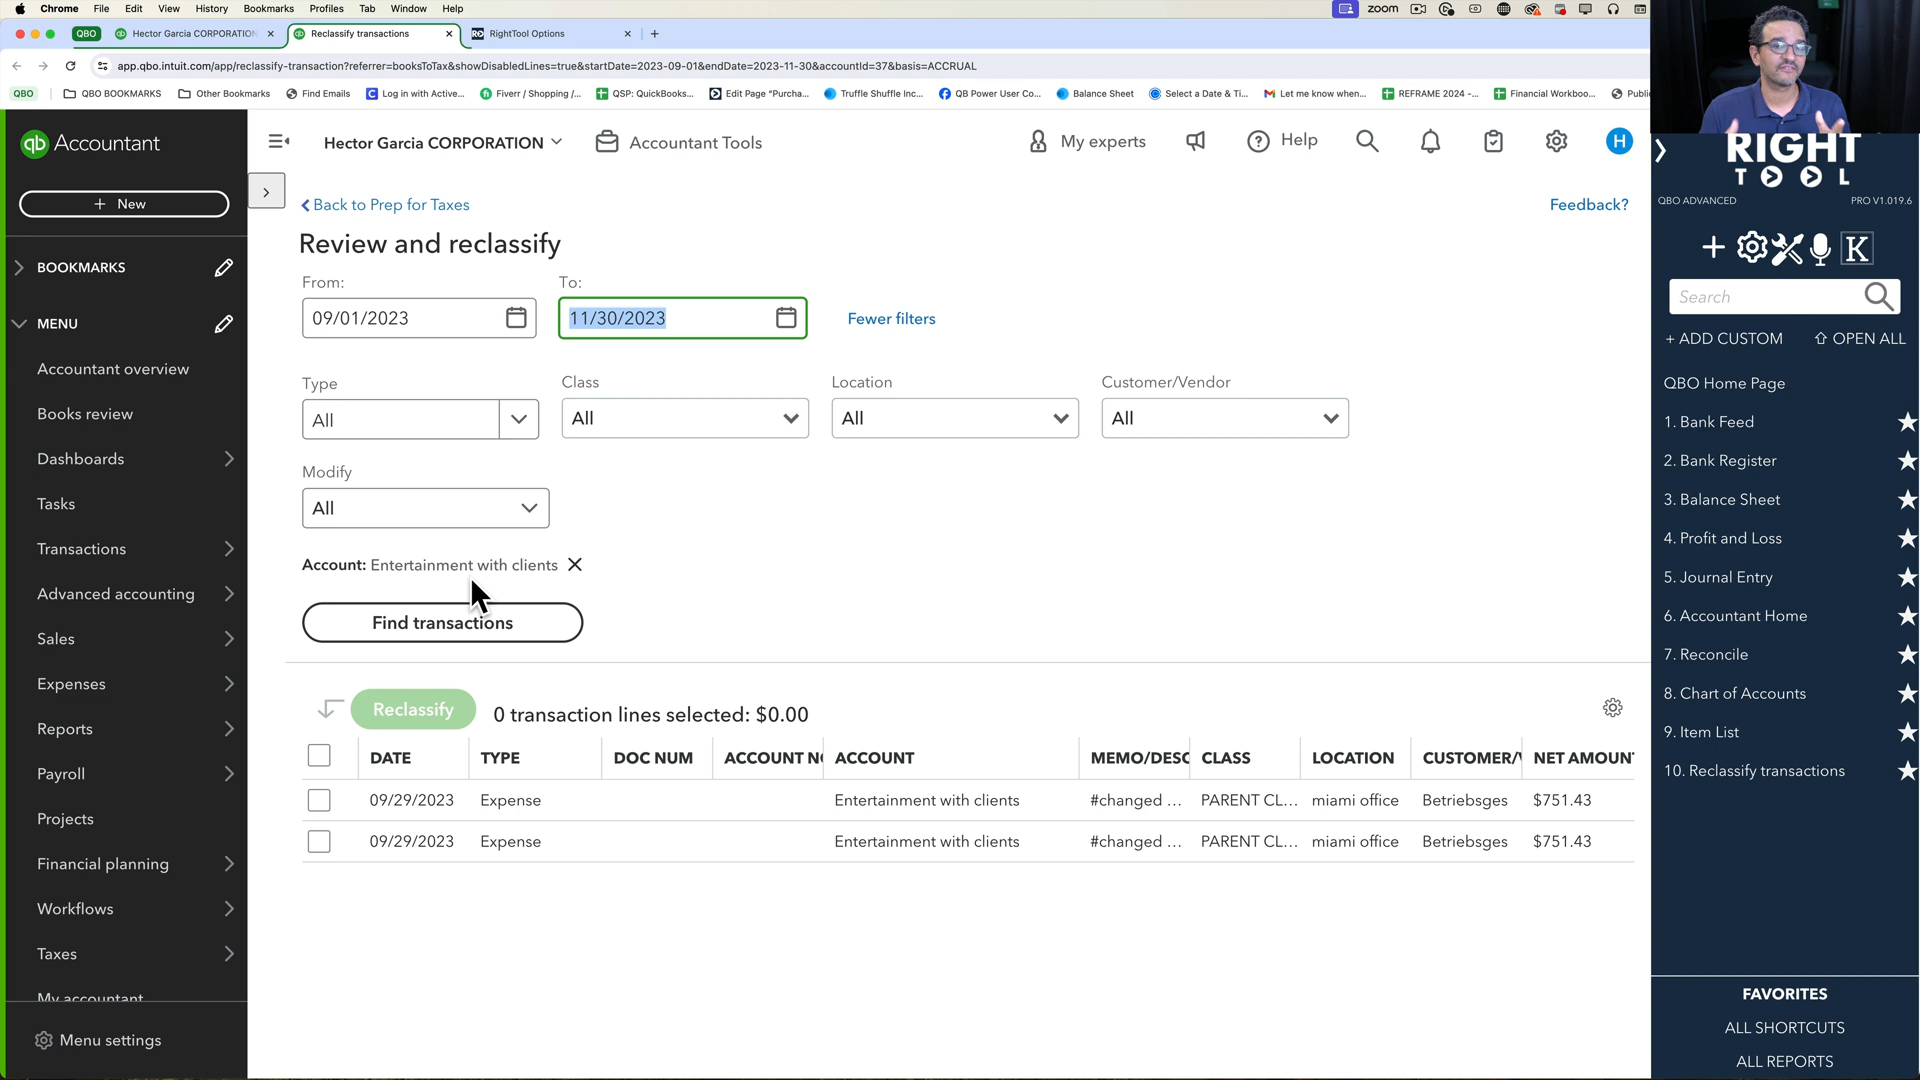 Chrome File Edit View History Bookmarks Profiles Tab Window Help zoom
QBO Hector Garcia CORPORATION Reclassify transactions RightTool Options
app.qbo.intuit.com/app/reclassify-transaction?referrer=booksToTax&showDisabledLines=true&startDate=2023-09-01&endDate=2023-11-30&accountId=37&basis=ACCRUAL
QBO QBO BOOKMARKS Other Bookmarks Find Emails Log in with Active... Fiverr / Shopping /... QSP: QuickBooks... Edit Page "Purcha... Truffle Shuffle Inc... QB Power User Co... Balance Sheet Select a Date & Ti... Let me know when... REFRAME 2024 -... Financial Workboo...
qb Accountant
+ New
BOOKMARKS
MENU
Accountant overview
Books review
Dashboards
Tasks
Transactions
Advanced accounting
Sales
Expenses
Reports
Payroll
Projects
Financial planning
Workflows
Taxes
My accountant
Menu settings
Hector Garcia CORPORATION Accountant Tools My experts Help H
Back to Prep for Taxes Feedback?
Review and reclassify
From: To:
09/01/2023 11/30/2023 Fewer filters
Type Class Location Customer/Vendor
All All All All
Modify
All
Account: Entertainment with clients
Find transactions
Reclassify 0 transaction lines selected: $0.00
DATE TYPE DOC NUM ACCOUNT NO ACCOUNT MEMO/DESC CLASS LOCATION CUSTOMER/V NET AMOUNT
09/29/2023 Expense Entertainment with clients #changed ... PARENT CL... miami office Betriebsges $751.43
09/29/2023 Expense Entertainment with clients #changed ... PARENT CL... miami office Betriebsges $751.43
RIGHT
TOOL
QBO ADVANCED PRO V1.019.6
K
Search
+ ADD CUSTOM OPEN ALL
QBO Home Page
1. Bank Feed
2. Bank Register
3. Balance Sheet
4. Profit and Loss
5. Journal Entry
6. Accountant Home
7. Reconcile
8. Chart of Accounts
9. Item List
10. Reclassify transactions
FAVORITES
ALL SHORTCUTS
ALL REPORTS